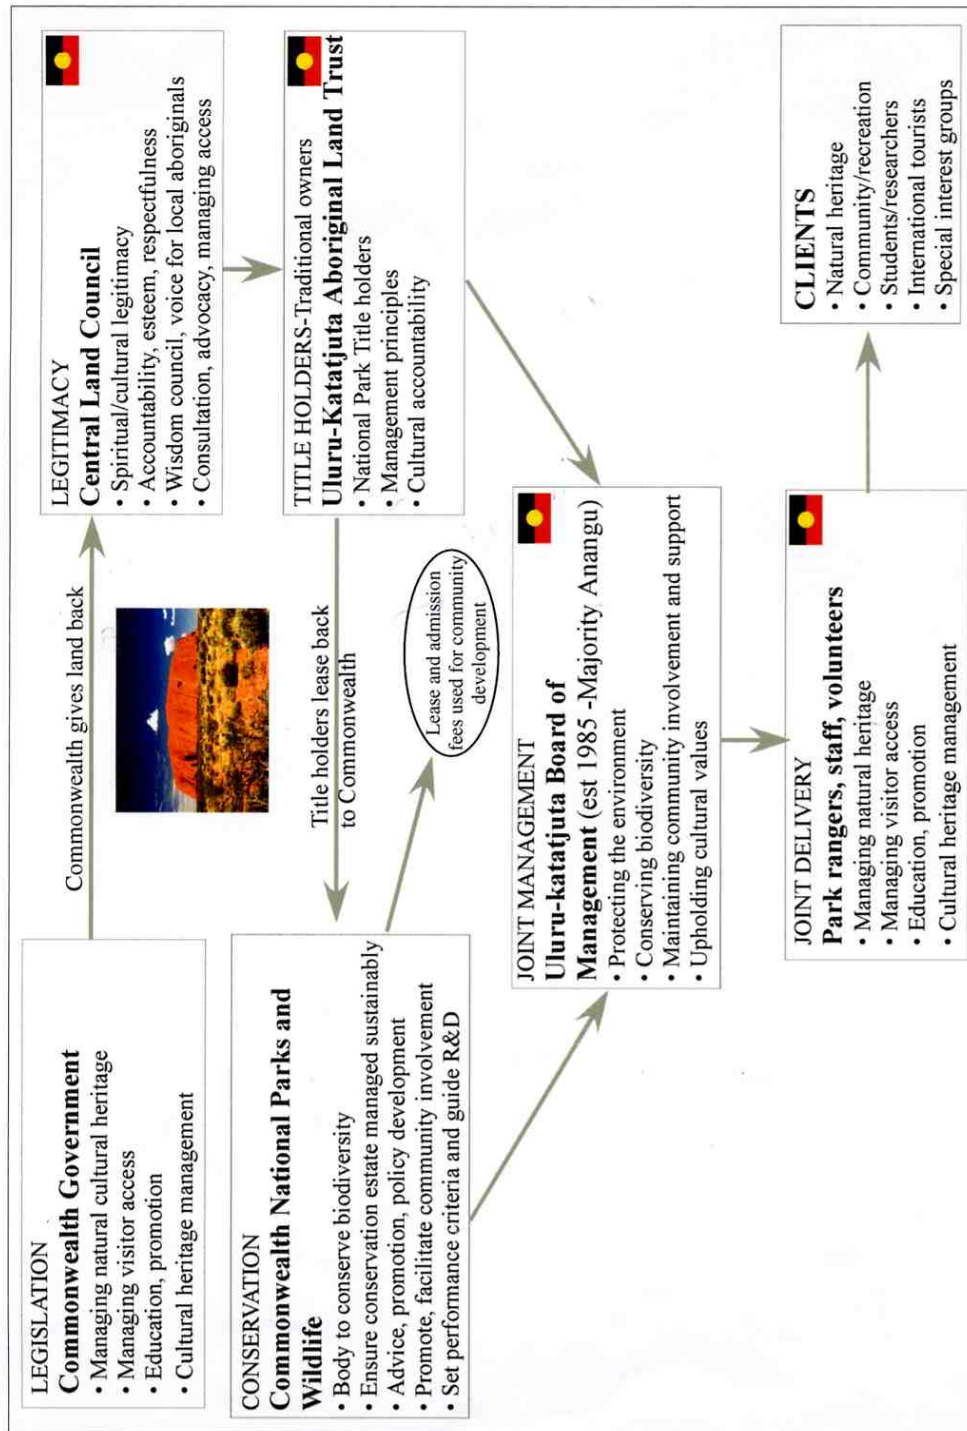 LEGISLATION
Commonwealth Government
• Managing natural cultural heritage
• Managing visitor access
• Education, promotion
• Cultural heritage management
Commonwealth gives land back
LEGITIMACY
Central Land Council
• Spiritual/cultural legitimacy
• Accountability, esteem, respectfulness
• Wisdom council, voice for local aboriginals
• Consultation, advocacy, managing access
CONSERVATION
Commonwealth National Parks and
Wildlife
• Body to conserve biodiversity
• Ensure conservation estate managed sustainably
• Advice, promotion, policy development
• Promote, facilitate community involvement
• Set performance criteria and guide R&D
Title holders lease back
to Commonwealth
Lease and admission
fees used for community
development
TITLE HOLDERS-Traditional owners
Uluru-Katatjuta Aboriginal Land Trust
• National Park Title holders
• Management principles
• Cultural accountability
JOINT MANAGEMENT
Uluru-katatjuta Board of
Management (est 1985 -Majority Anangu)
• Protecting the environment
• Conserving biodiversity
• Maintaining community involvement and support
• Upholding cultural values
JOINT DELIVERY
Park rangers, staff, volunteers
• Managing natural heritage
• Managing visitor access
• Education, promotion
• Cultural heritage management
CLIENTS
• Natural heritage
• Community/recreation
• Students/researchers
• International tourists
• Special interest groups